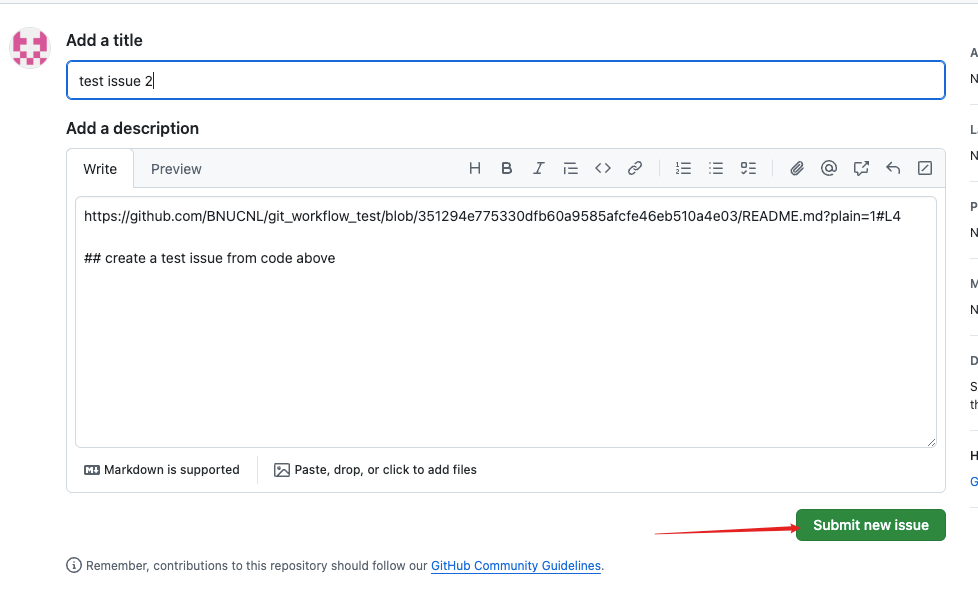 Add a title
test issue 2
Add a description
Write Preview
https://github.com/BNUCNL/git_workflow_test/blob/351294e775330dfb60a9585afcfe46eb510a4e03/README.md?plain=1#L4
## create a test issue from code above
Markdown is supported
Paste, drop, or click to add files
Submit new issue
Remember, contributions to this repository should follow our GitHub Community Guidelines.